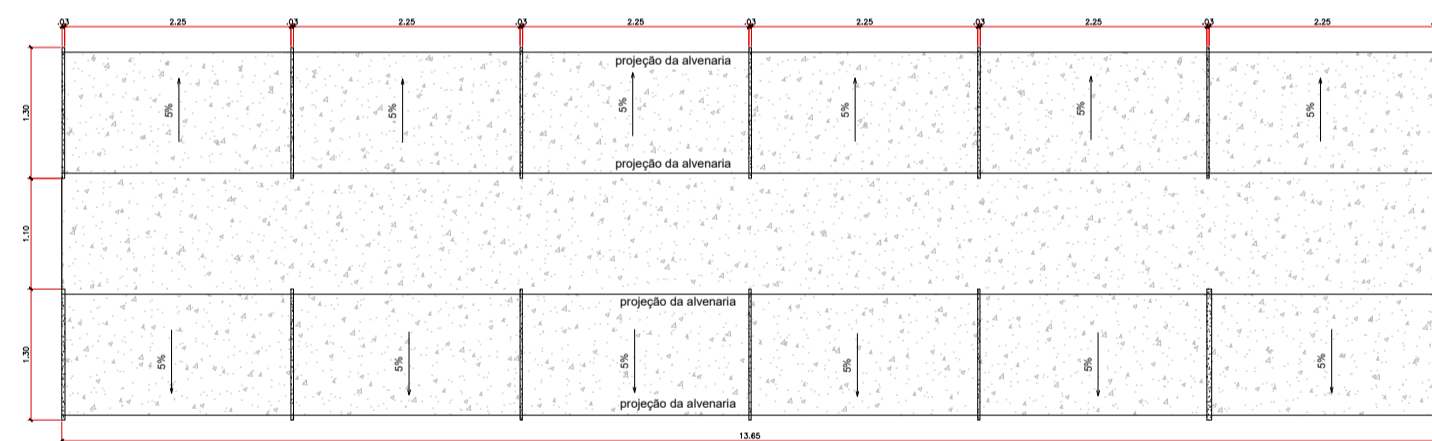 .03 2.25 .03 2.25 .03 2.25 .03 2.25 .03 2.25 .03 2.25
projeção da alvenaria
1.30
5% 5% 5% 5% 5% 5%
projeção da alvenaria
1.10
projeção da alvenaria
1.30
5% 5% 5% 5% 5% 5%
projeção da alvenaria
13.65